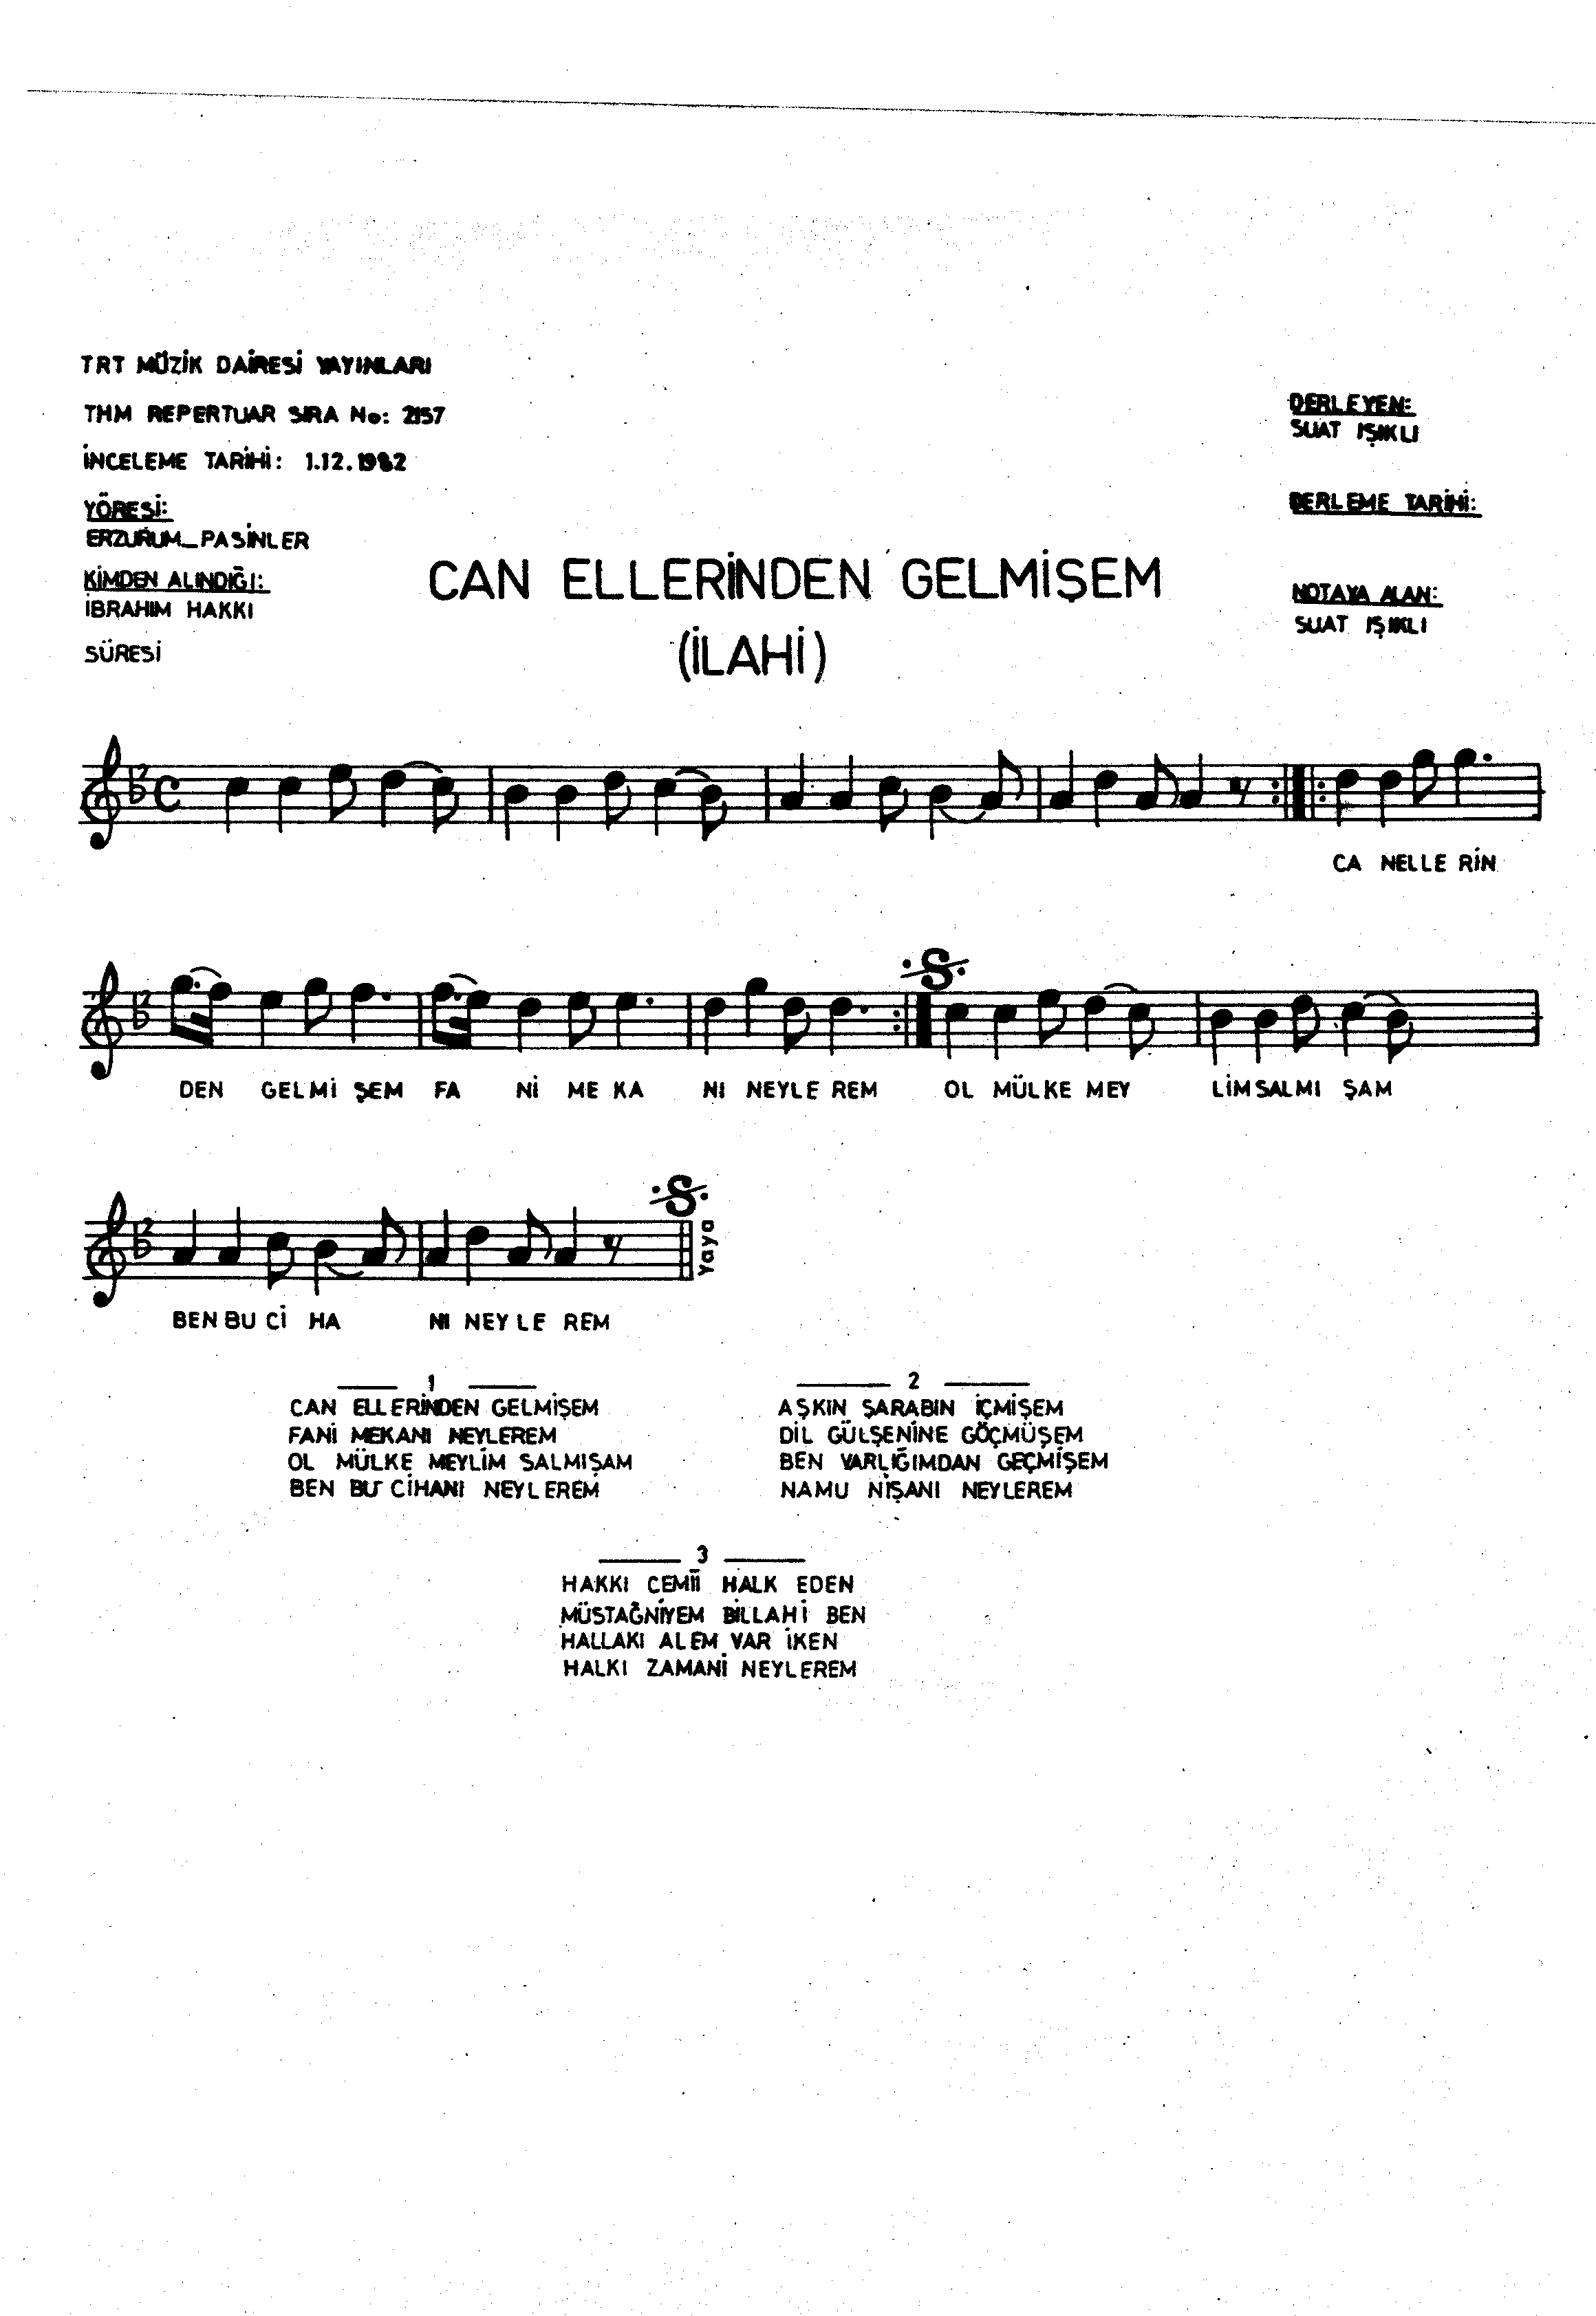 TRT MÜZİK DAİRESİ YAYINLARI
THM REPERTUAR SIRA No: 2157
İNCELEME TARİHİ: 1.12.1982
YÖRESİ:
ERZURUM_PASİNLER
KİMDEN ALINDIĞI:
İBRAHIM HAKKI
SÜRESİ
DERLEYEN:
SUAT IŞIKLI
DERLEME TARİHİ:
NOTAYA ALAN:
SUAT IŞIKLI
CAN ELLERİNDEN GELMİŞEM
(İLAHİ)
CA NELLE RİN
DEN GELMİ ŞEM FA Nİ ME KA NI NEYLE REM OL MÜLKE MEY LİMSALMI ŞAM
BENBU Cİ HA NI NEYLE REM
Yaya
1
CAN ELLERİNDEN GELMİŞEM
FANİ MEKANI NEYLEREM
OL MÜLKE MEYLİM SALMIŞAM
BEN BU CİHANI NEYLEREM
2
AŞKIN ŞARABIN İÇMİŞEM
DİL GÜLŞENİNE GÖÇMÜŞEM
BEN VARLIĞIMDAN GEÇMİŞEM
NAMU NİŞANI NEYLEREM
3
HAKKI CEMİİ HALK EDEN
MÜSTAĞNİYEM BİLLAHİ BEN
HALLAKI ALEM VAR İKEN
HALKI ZAMANİ NEYLEREM